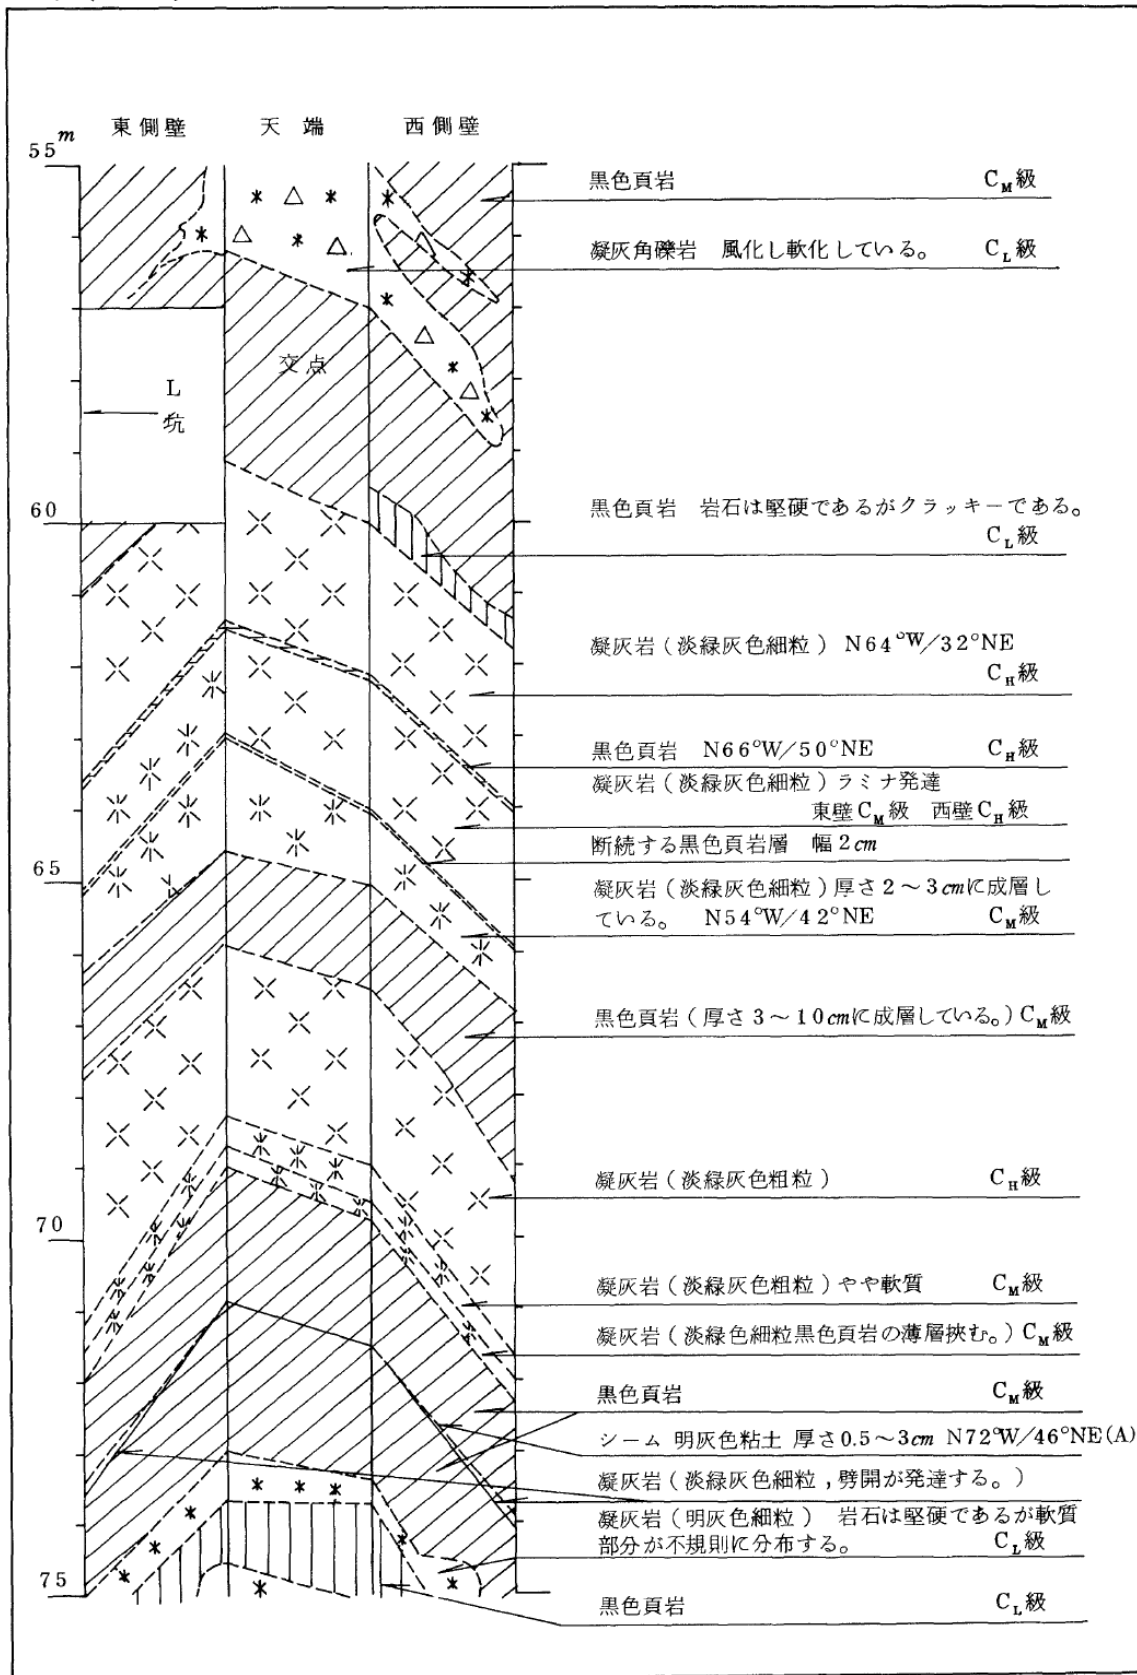 東側壁 天端 西側壁
55m
黒色頁岩 CM級
凝灰角礫岩 風化し軟化している。 CL級
交点
L
坑
60
黒色頁岩 岩石は堅硬であるがクラッキーである。
CL級
凝灰岩(淡緑灰色細粒) N64°W/32°NE
CH級
黒色頁岩 N66°W/50°NE CH級
凝灰岩(淡緑灰色細粒)ラミナ発達
東壁CM級 西壁CH級
断続する黒色頁岩層 幅2cm
65
凝灰岩(淡緑灰色細粒)厚さ2~3cmに成層し
ている。 N54°W/42°NE CM級
黒色頁岩(厚さ3~10cmに成層している。)CM級
凝灰岩(淡緑灰色粗粒) CH級
70
凝灰岩(淡緑灰色粗粒)やや軟質 CM級
凝灰岩(淡緑色細粒黒色頁岩の薄層挟む。)CM級
黒色頁岩 CM級
シーム 明灰色粘土 厚さ0.5~3cm N72°W/46°NE(A)
凝灰岩(淡緑灰色細粒,劈開が発達する。)
凝灰岩(明灰色細粒) 岩石は堅硬であるが軟質
部分が不規則に分布する。 CL級
75
黒色頁岩 CL級